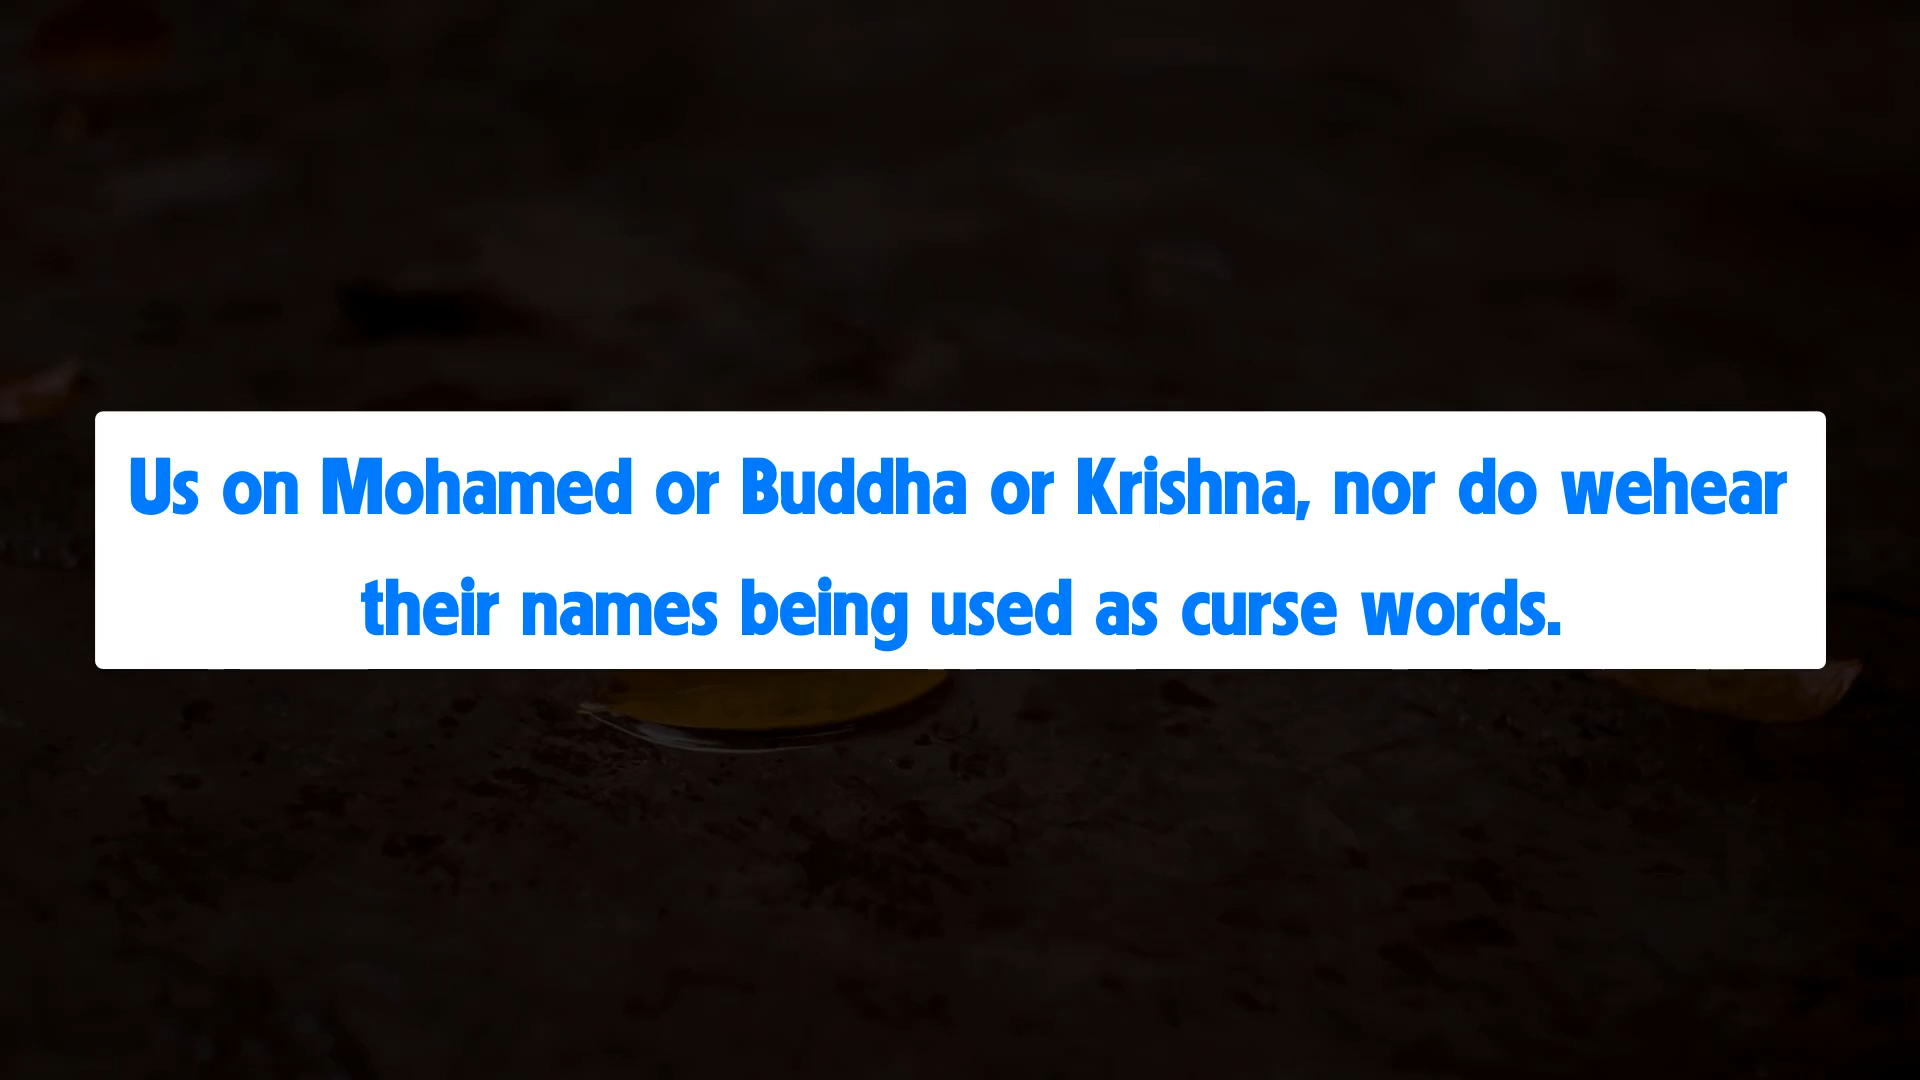 Us on Mohamed or Buddha or Krishna, nor do wehear
their names being used as curse words.